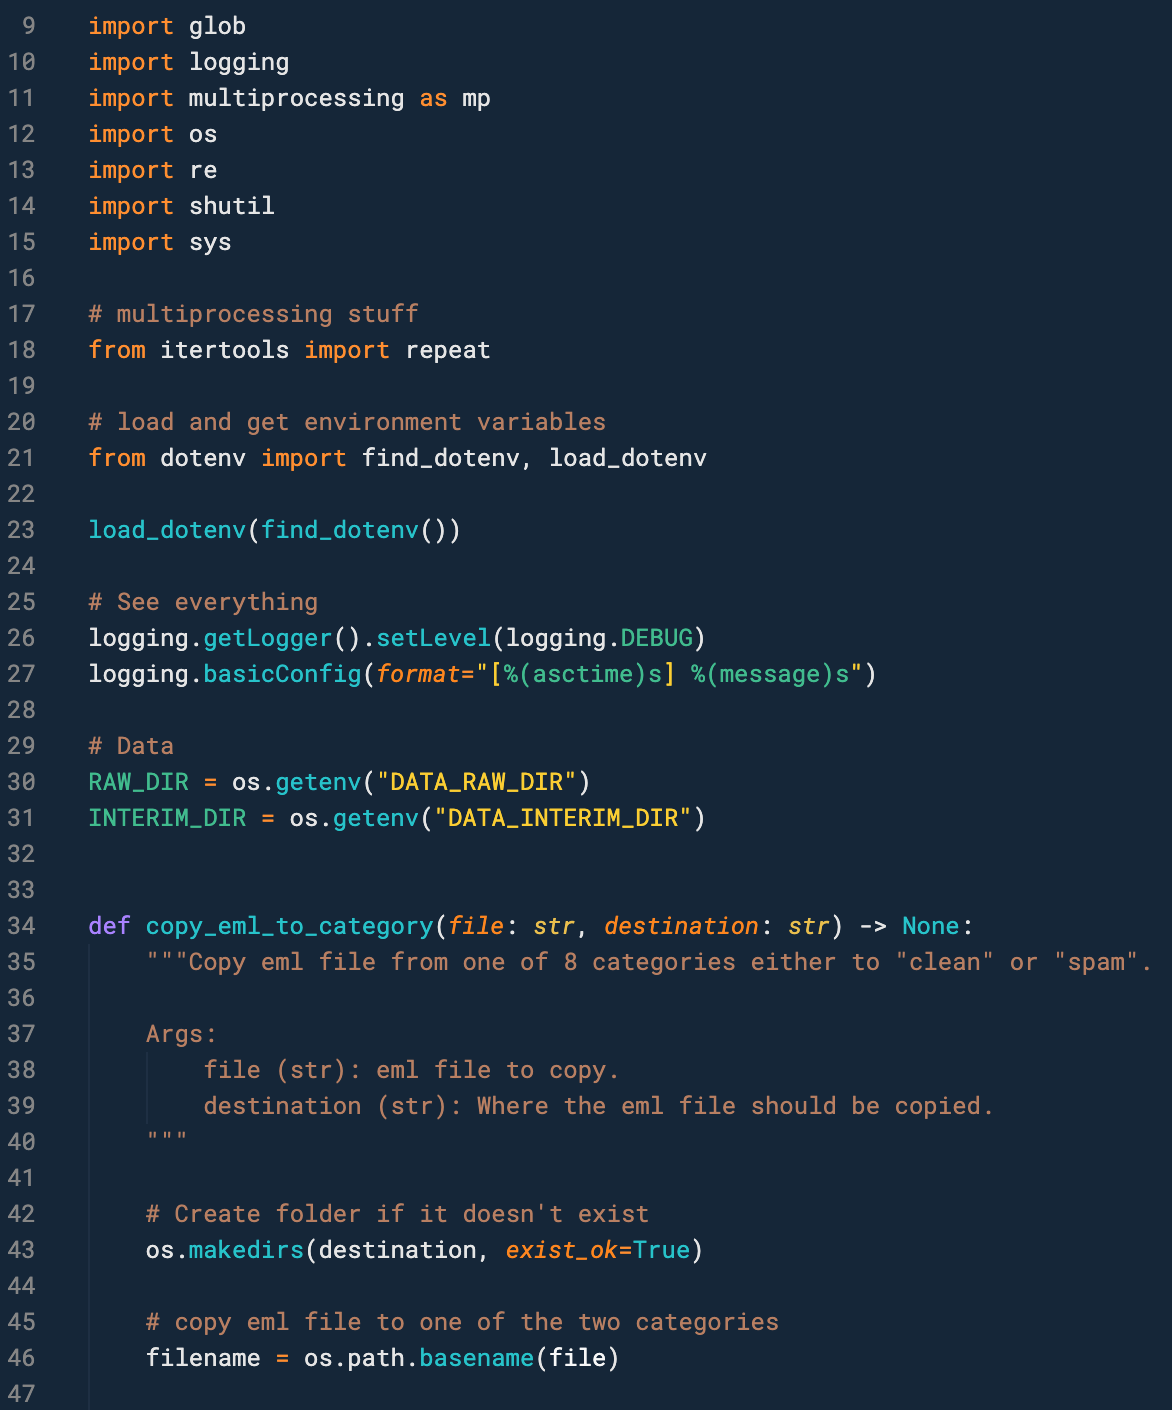 9 import glob
10 import logging
11 import multiprocessing as mp
12 import os
13 import re
14 import shutil
15 import sys
16
17 # multiprocessing stuff
18 from itertools import repeat
19
20 # load and get environment variables
21 from dotenv import find_dotenv, load_dotenv
22
23 load_dotenv(find_dotenv())
24
25 # See everything
26 logging.getLogger().setLevel(logging.DEBUG)
27 logging.basicConfig(format="[%(asctime)s] %(message)s")
28
29 # Data
30 RAW_DIR = os.getenv("DATA_RAW_DIR")
31 INTERIM_DIR = os.getenv("DATA_INTERIM_DIR")
32
33
34 def copy_eml_to_category(file: str, destination: str) -> None:
35     """Copy eml file from one of 8 categories either to "clean" or "spam".
36
37     Args:
38         file (str): eml file to copy.
39         destination (str): Where the eml file should be copied.
40     """
41
42     # Create folder if it doesn't exist
43     os.makedirs(destination, exist_ok=True)
44
45     # copy eml file to one of the two categories
46     filename = os.path.basename(file)
47